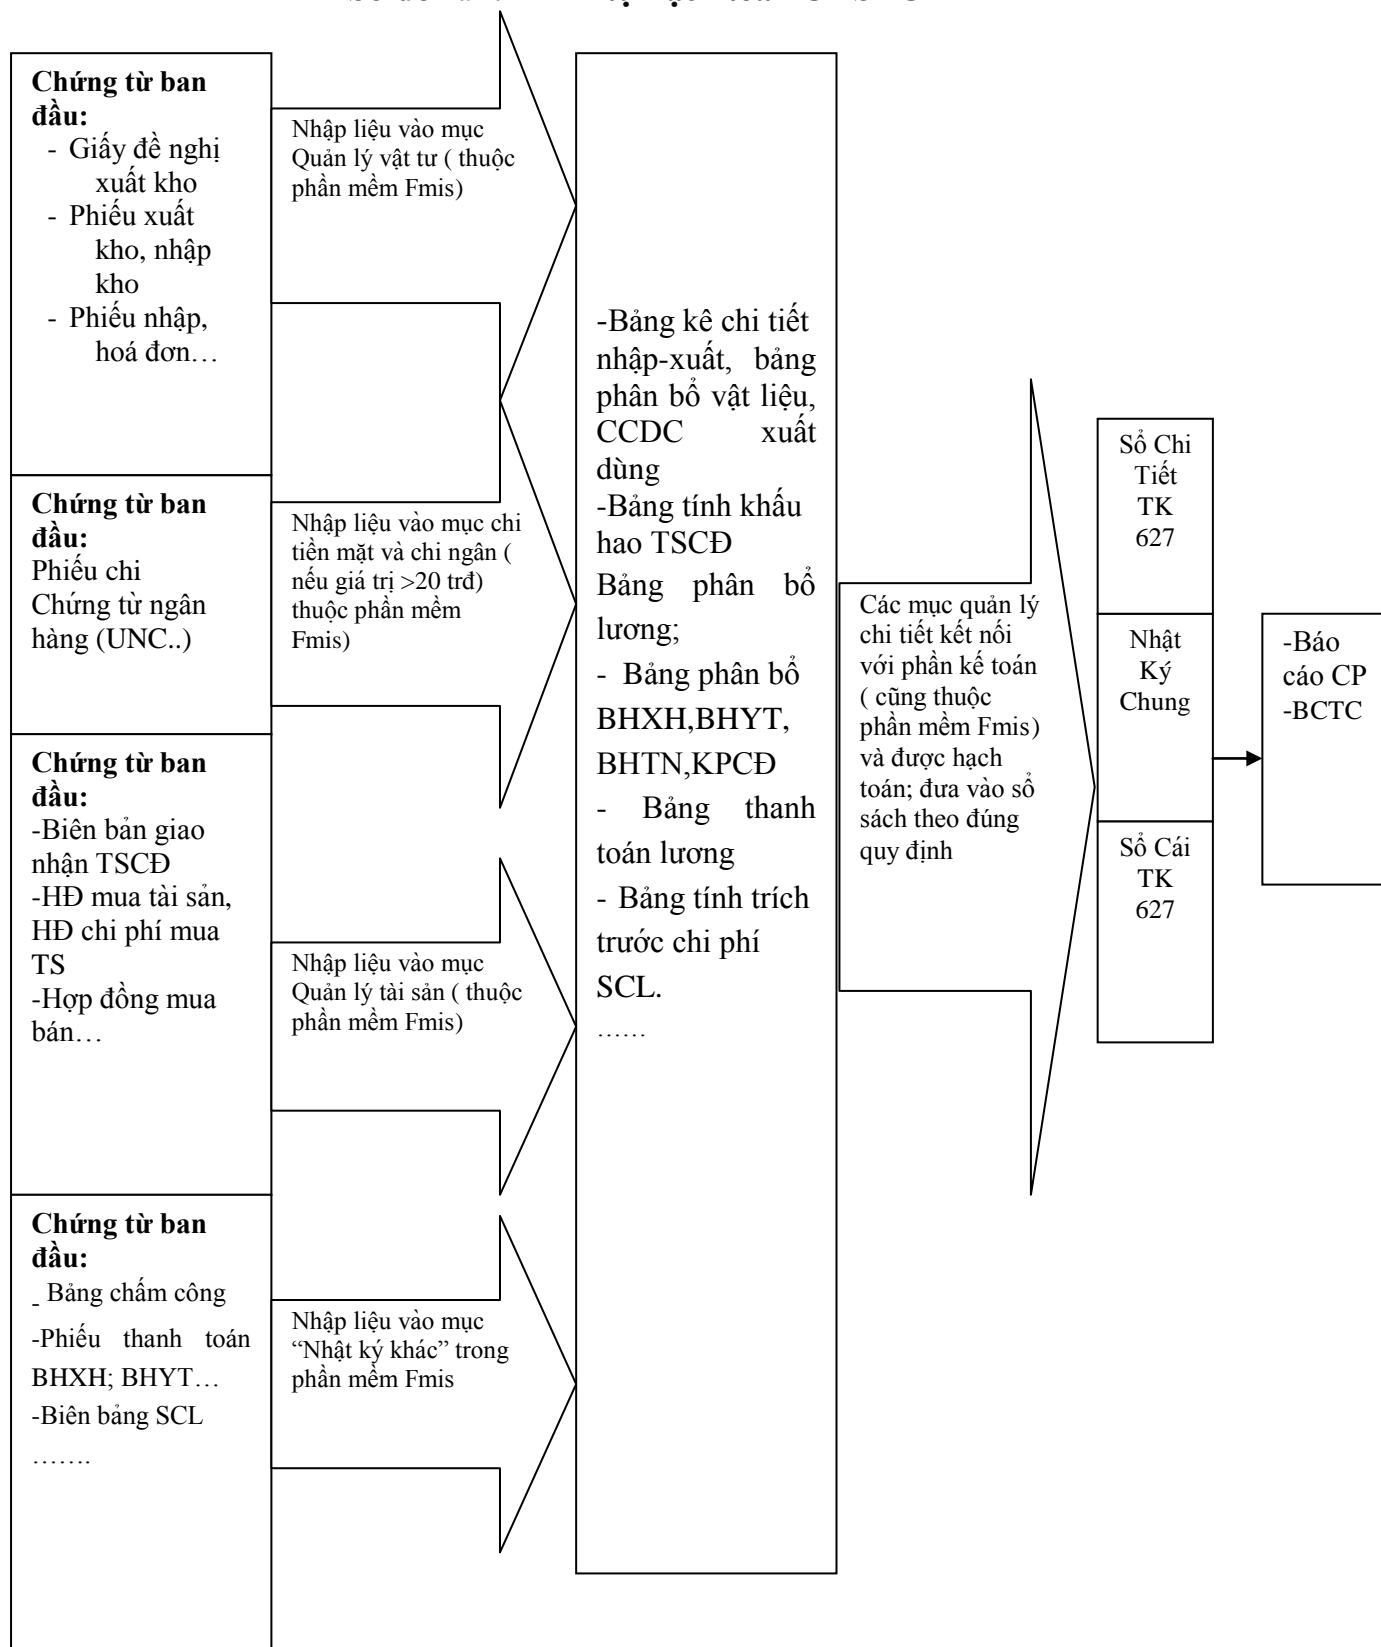 Chứng từ ban
đầu:
- Giấy đề nghị
xuất kho
- Phiếu xuất
kho, nhập
kho
- Phiếu nhập,
hoá đơn…
Nhập liệu vào mục
Quản lý vật tư ( thuộc
phần mềm Fmis)
Chứng từ ban
đầu:
Phiếu chi
Chứng từ ngân
hàng (UNC..)
Nhập liệu vào mục chi
tiền mặt và chi ngân (
nếu giá trị >20 trđ)
thuộc phần mềm
Fmis)
Chứng từ ban
đầu:
-Biên bản giao
nhận TSCĐ
-HĐ mua tài sản,
HĐ chi phí mua
TS
-Hợp đồng mua
bán…
Nhập liệu vào mục
Quản lý tài sản ( thuộc
phần mềm Fmis)
Chứng từ ban
đầu:
- Bảng chấm công
-Phiếu thanh toán
BHXH; BHYT…
-Biên bảng SCL
…….
Nhập liệu vào mục
“Nhật ký khác” trong
phần mềm Fmis
-Bảng kê chi tiết
nhập-xuất, bảng
phân bổ vật liệu,
CCDC xuất
dùng
-Bảng tính khấu
hao TSCĐ
Bảng phân bổ
lương;
- Bảng phân bổ
BHXH,BHYT,
BHTN,KPCĐ
- Bảng thanh
toán lương
- Bảng tính trích
trước chi phí
SCL.
……
Các mục quản lý
chi tiết kết nối
với phần kế toán
( cũng thuộc
phần mềm Fmis)
và được hạch
toán; đưa vào sổ
sách theo đúng
quy định
Sổ Chi
Tiết
TK
627
Nhật
Ký
Chung
Sổ Cái
TK
627
-Báo
cáo CP
-BCTC